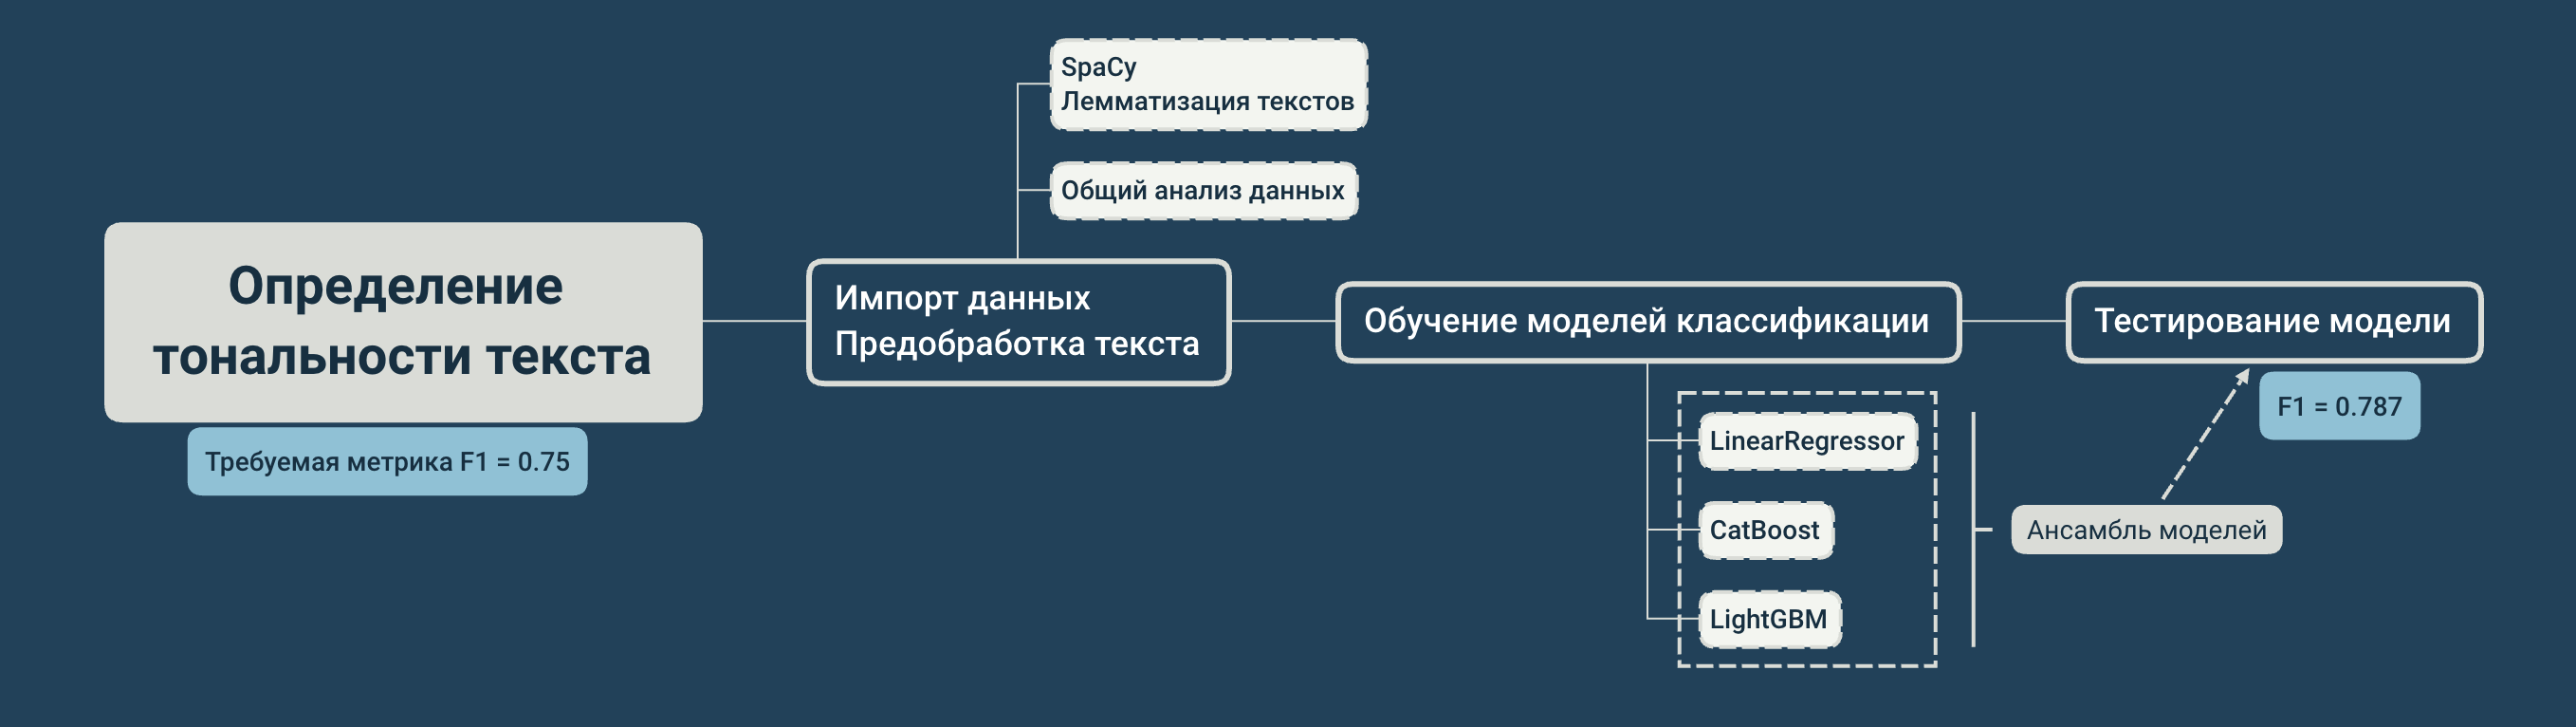 Определение
тональности текста
Требуемая метрика F1 = 0.75
Импорт данных
Предобработка текста
SpaCy
Лемматизация текстов
Общий анализ данных
Обучение моделей классификации
LinearRegressor
CatBoost
LightGBM
Ансамбль моделей
Тестирование модели
F1 = 0.787